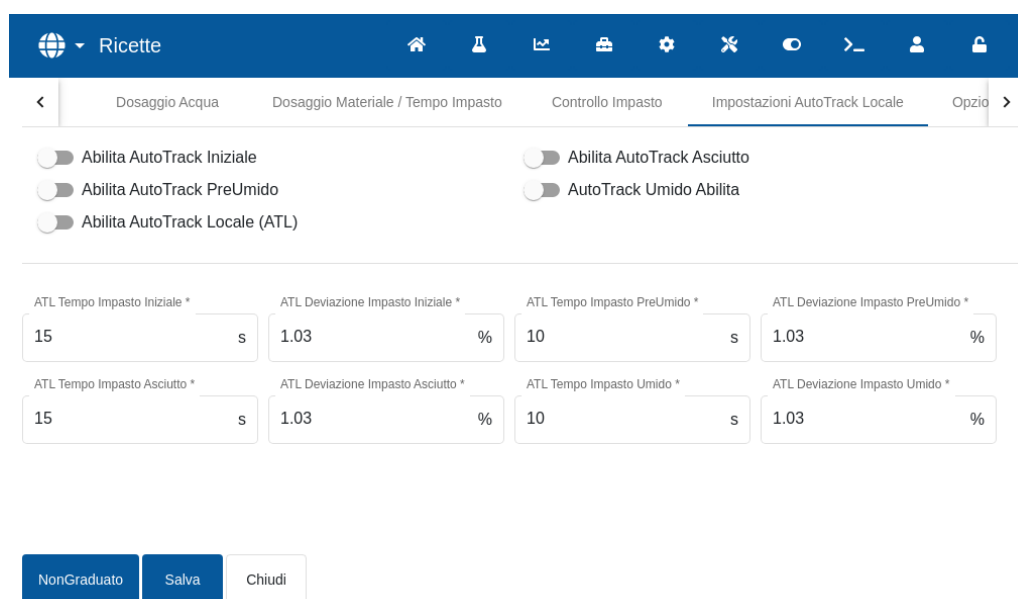 Ricette
Dosaggio Acqua Dosaggio Materiale / Tempo Impasto Controllo Impasto Impostazioni AutoTrack Locale Opzio
Abilita AutoTrack Iniziale Abilita AutoTrack Asciutto
Abilita AutoTrack PreUmido AutoTrack Umido Abilita
Abilita AutoTrack Locale (ATL)
ATL Tempo Impasto Iniziale * ATL Deviazione Impasto Iniziale * ATL Tempo Impasto PreUmido * ATL Deviazione Impasto PreUmido *
15 s 1.03 % 10 s 1.03 %
ATL Tempo Impasto Asciutto * ATL Deviazione Impasto Asciutto * ATL Tempo Impasto Umido * ATL Deviazione Impasto Umido *
15 s 1.03 % 10 s 1.03 %
NonGraduato Salva Chiudi